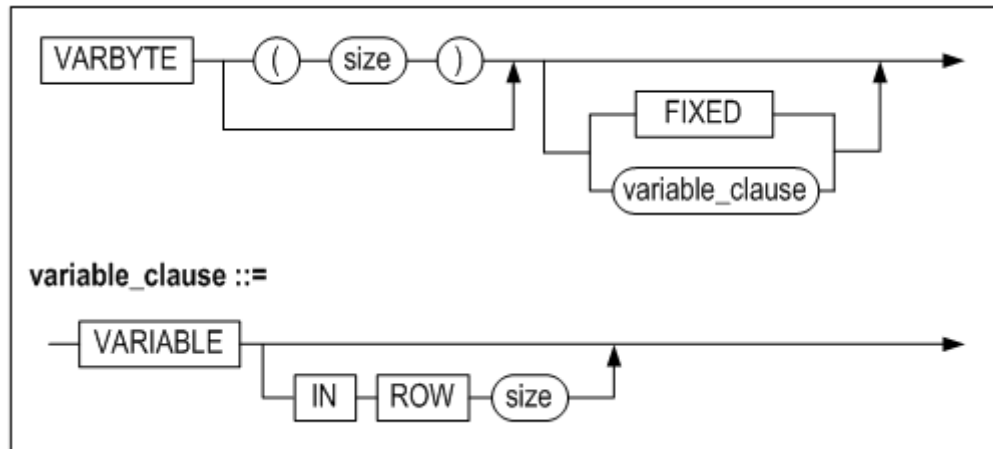 VARBYTE ( size )
FIXED
variable_clause
variable_clause ::=
VARIABLE
IN ROW size